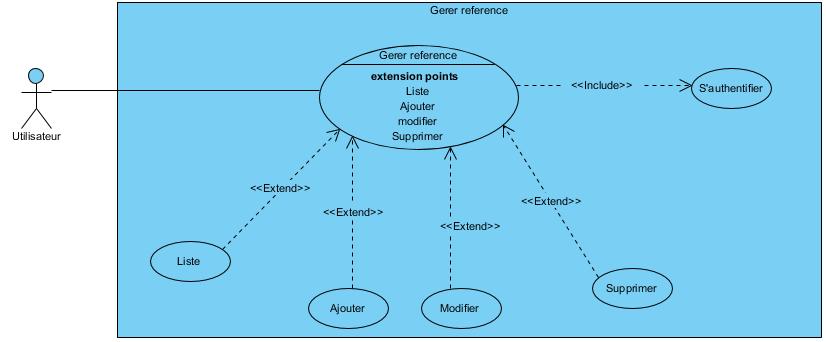 Gerer reference
Gerer reference
extension points
Liste
Ajouter
modifier
Supprimer
<<Include>>
S'authentifier
Utilisateur
<<Extend>>
<<Extend>>
<<Extend>>
<<Extend>>
Liste
Ajouter
Modifier
Supprimer